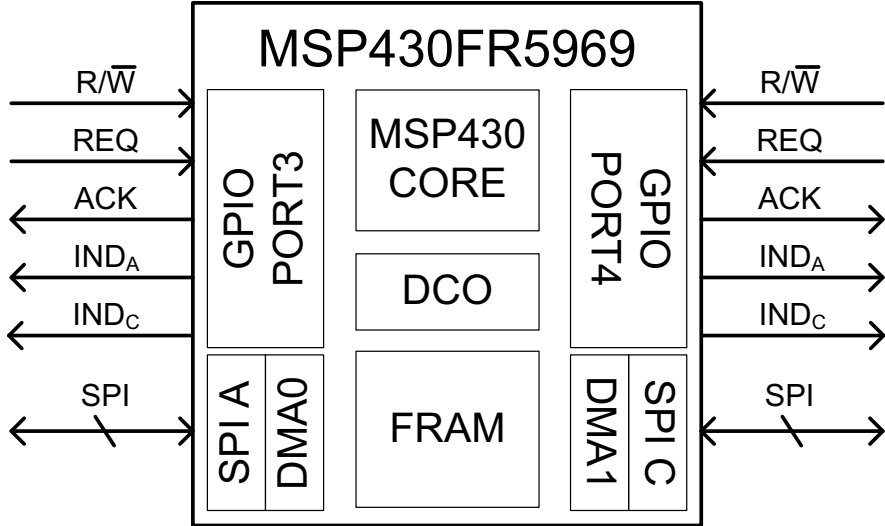 MSP430FR5969
R/W̅
REQ
ACK
IND_A
IND_C
SPI
GPIO
PORT3
SPI A
DMA0
MSP430
CORE
DCO
FRAM
GPIO
PORT4
DMA1
SPI C
R/W̅
REQ
ACK
IND_A
IND_C
SPI